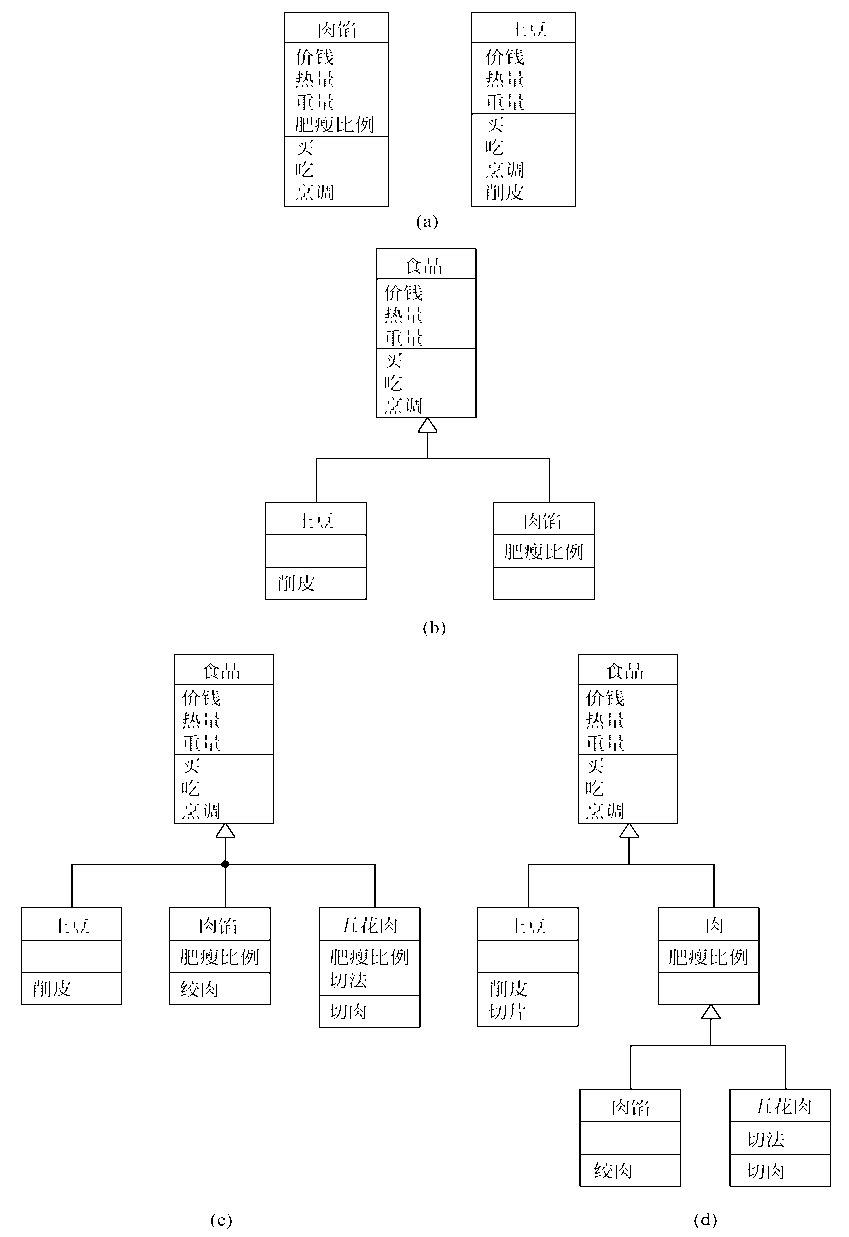 肉馅
价钱
热量
重量
肥瘦比例
买
吃
烹调
土豆
价钱
热量
重量
买
吃
烹调
削皮
(a)
食品
价钱
热量
重量
买
吃
烹调
土豆
削皮
肉馅
肥瘦比例
(b)
食品
价钱
热量
重量
买
吃
烹调
土豆
削皮
肉馅
肥瘦比例
绞肉
五花肉
肥瘦比例
切法
切肉
(c)
食品
价钱
热量
重量
买
吃
烹调
土豆
削皮
切片
肉
肥瘦比例
肉馅
绞肉
五花肉
切法
切肉
(d)